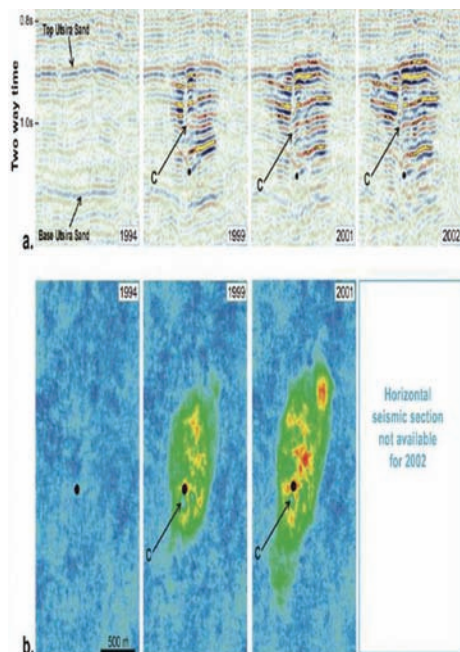 0.8s
Top Utsira Sand
Two way time
1.0s
C
C
C
Base Utsira Sand
1994
1999
2001
2002
a.
1994
1999
2001
Horizontal
seismic section
not available
for 2002
C
C
500 m
b.